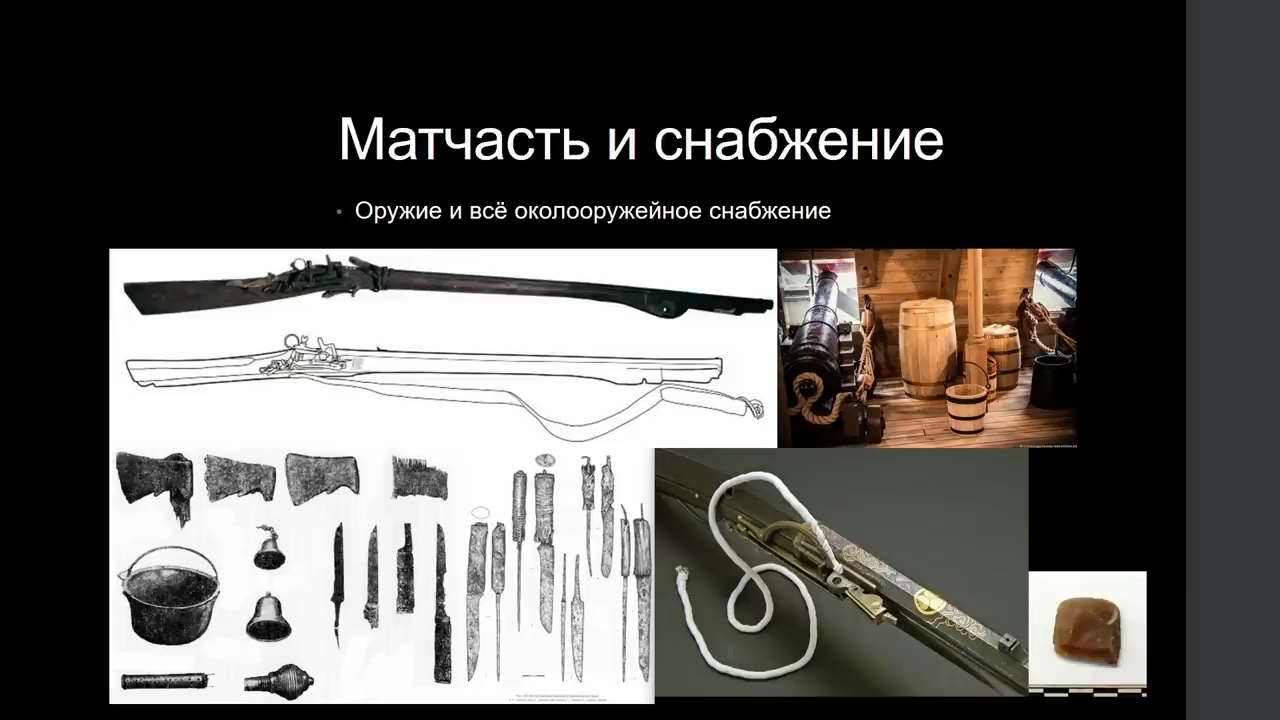 Матчасть и снабжение
Оружие и всё околооружейное снабжение